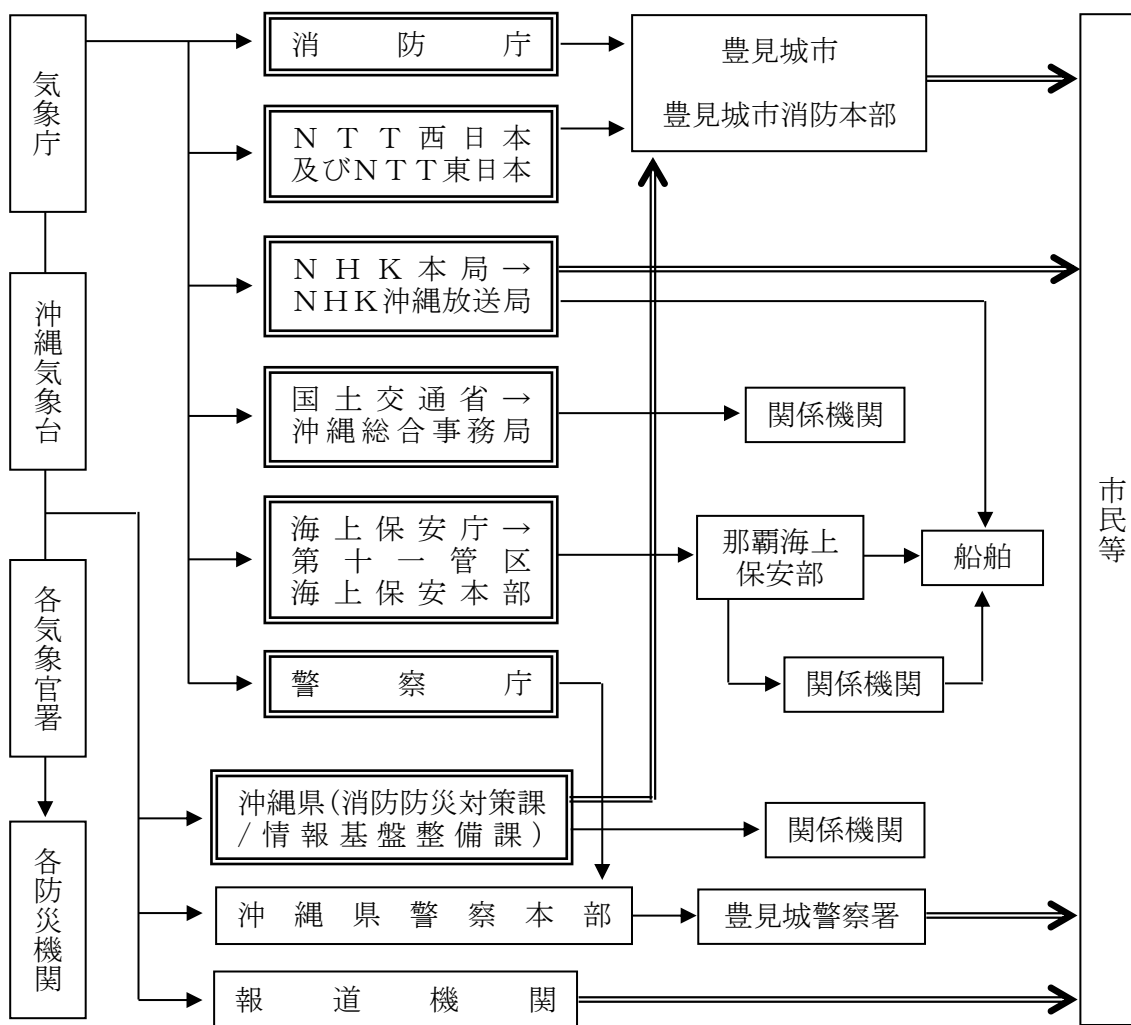 気象庁
沖縄気象台
各気象官署
各防災機関
消防庁
ＮＴＴ西日本
及びＮＴＴ東日本
ＮＨＫ本局→
ＮＨＫ沖縄放送局
国土交通省→
沖縄総合事務局
海上保安庁→
第十一管区
海上保安本部
警察庁
沖縄県（消防防災対策課
/情報基盤整備課）
沖縄県警察本部
報道機関
豊見城市
豊見城市消防本部
関係機関
那覇海上
保安部
船舶
関係機関
関係機関
豊見城警察署
市民等